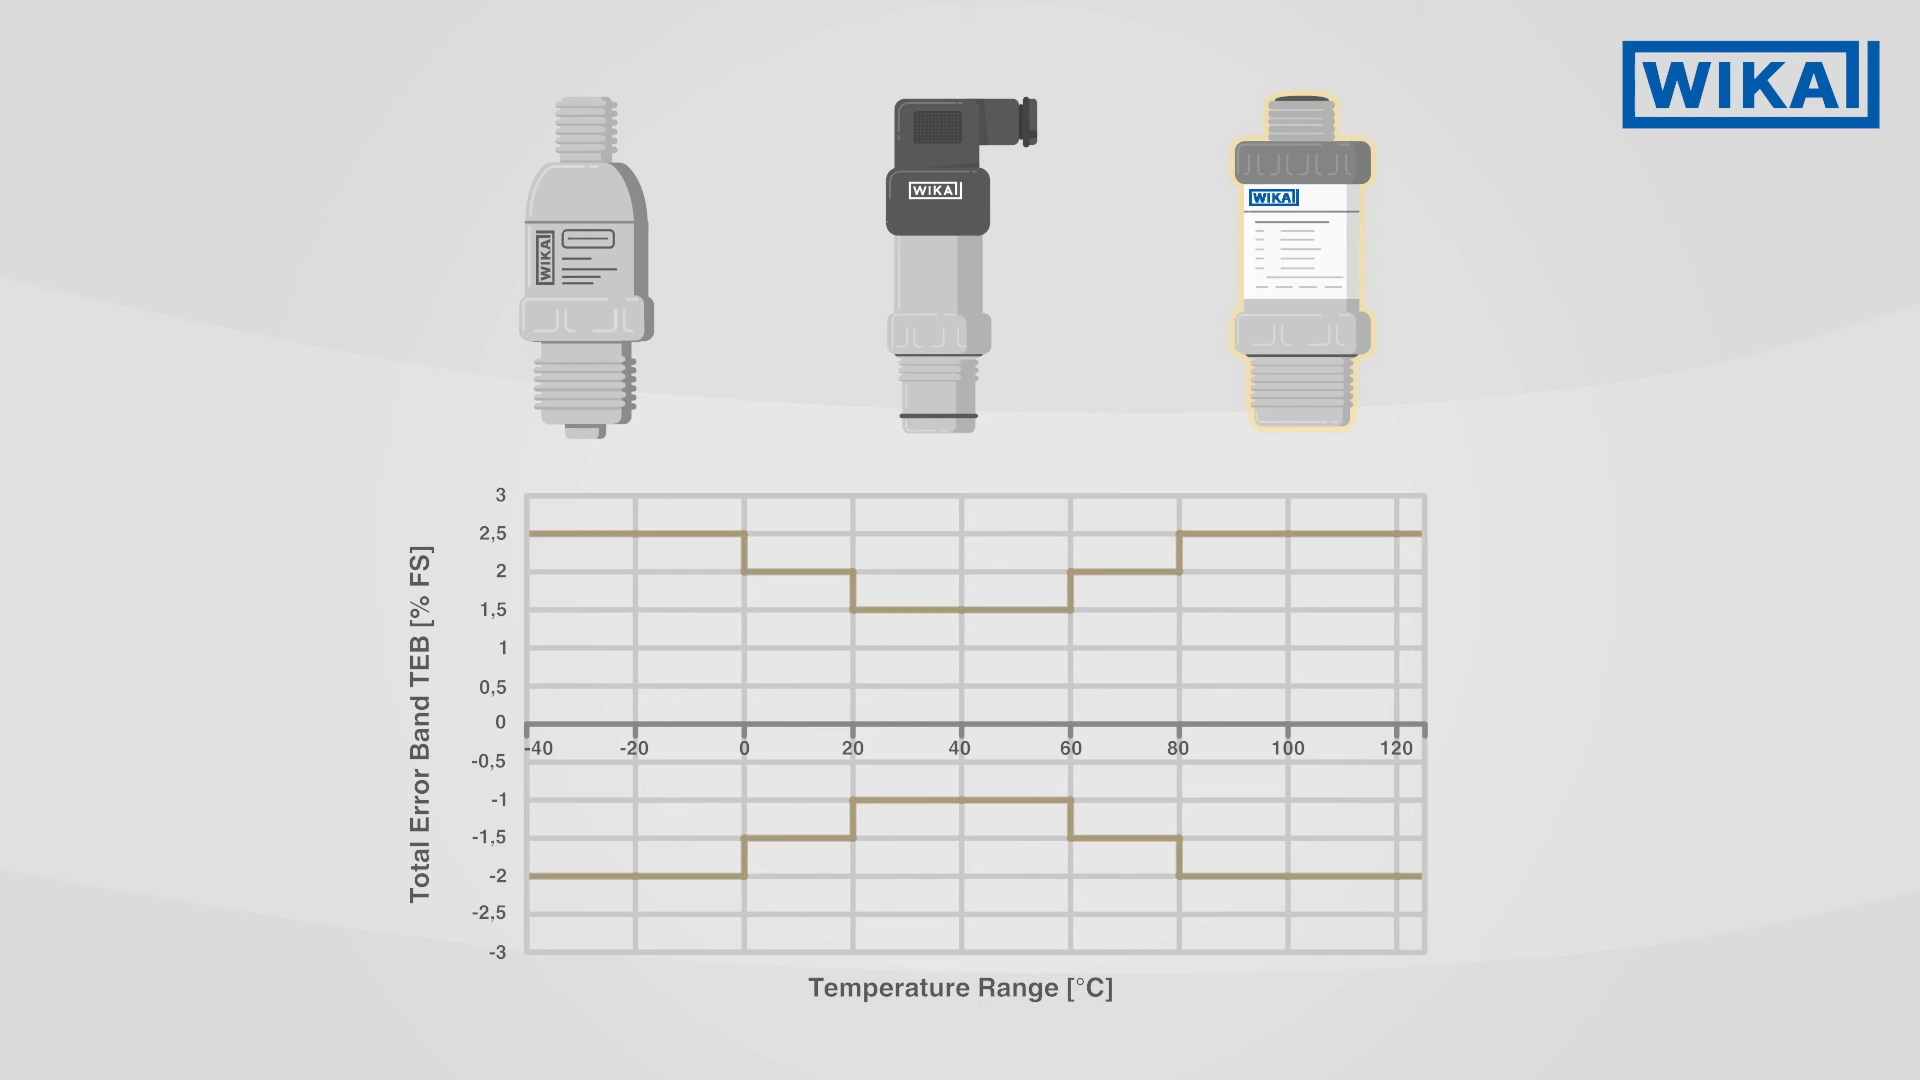 WIKA
WIKA
WIKA
WIKA
3
2,5
2
1,5
1
0,5
0
-40 -20 0 20 40 60 80 100 120
-0,5
-1
-1,5
-2
-2,5
-3
Total Error Band TEB [% FS]
Temperature Range [°C]